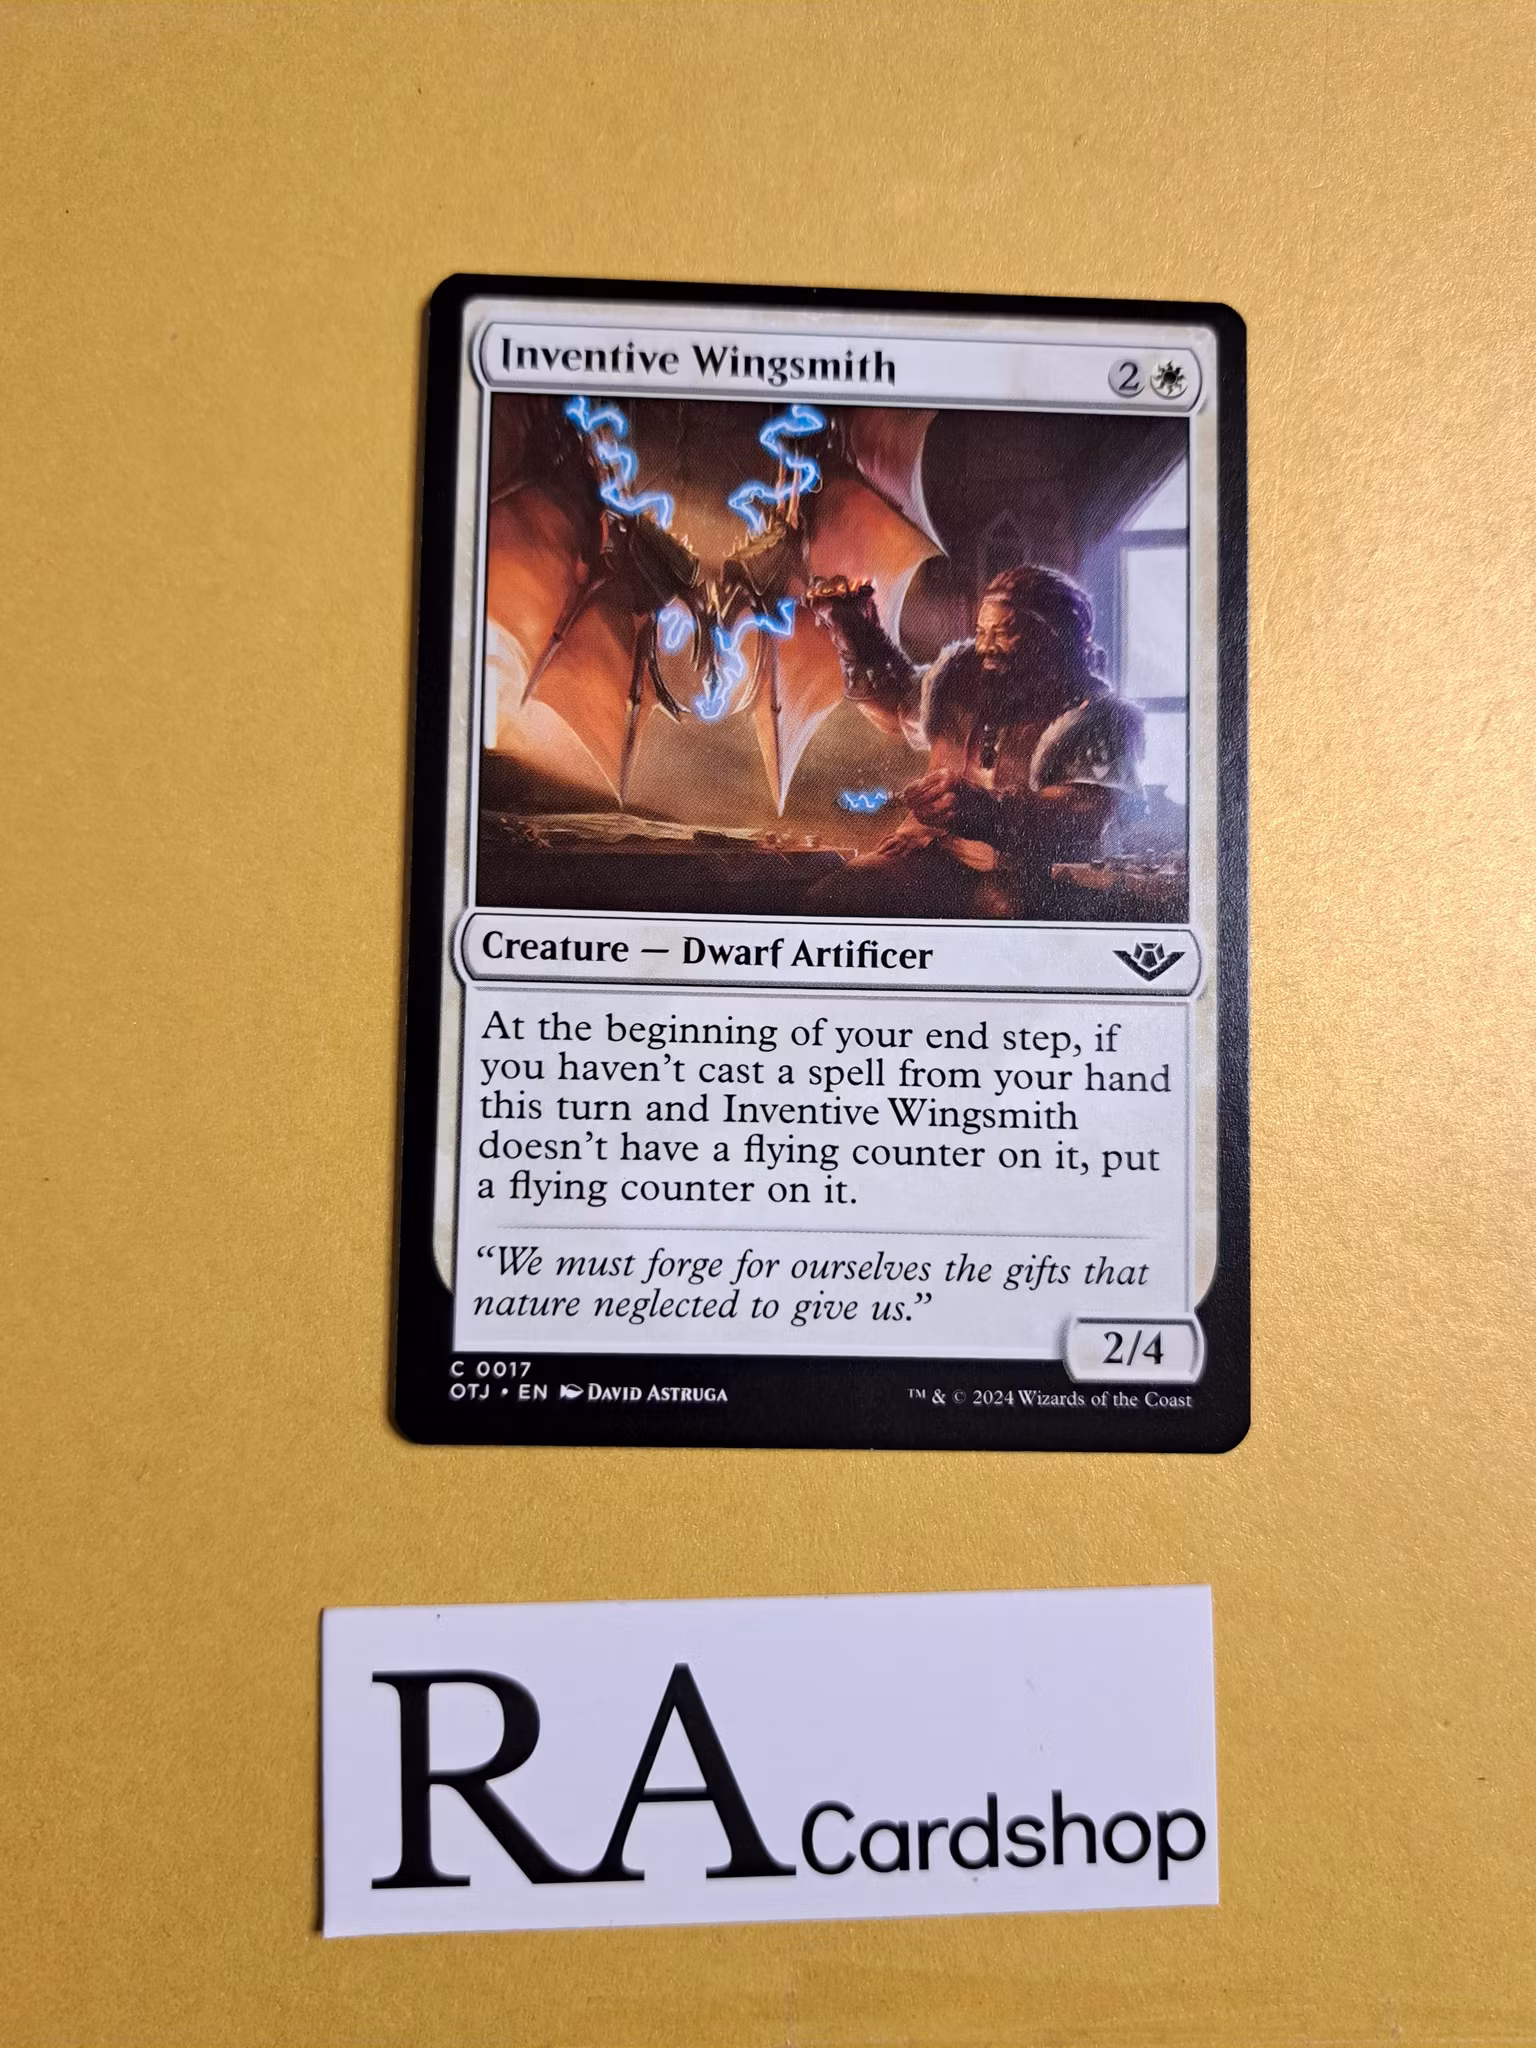 Inventive Wingsmith 2
Creature — Dwarf Artificer
At the beginning of your end step, if
you haven't cast a spell from your hand
this turn and Inventive Wingsmith
doesn't have a flying counter on it, put
a flying counter on it.
“We must forge for ourselves the gifts that
nature neglected to give us.”
2/4
C 0017
OTJ • EN DAVID ASTRUGA
™ & © 2024 Wizards of the Coast
RA Cardshop